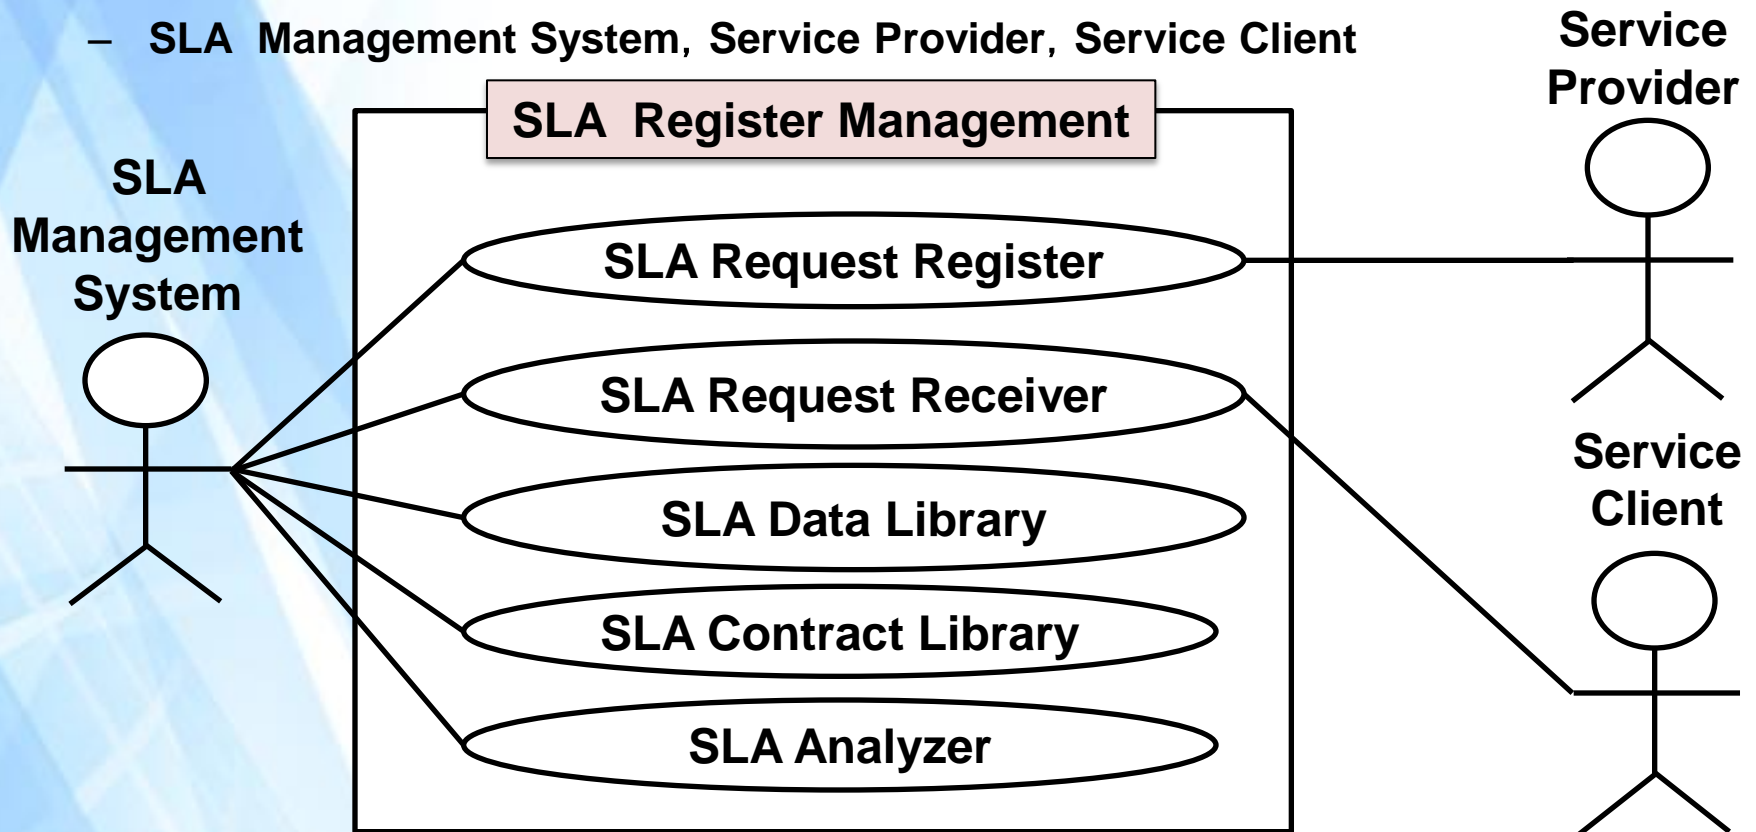 – SLA Management System, Service Provider, Service Client
Service
Provider
SLA Register Management
SLA
Management
System
SLA Request Register
SLA Request Receiver
Service
Client
SLA Data Library
SLA Contract Library
SLA Analyzer